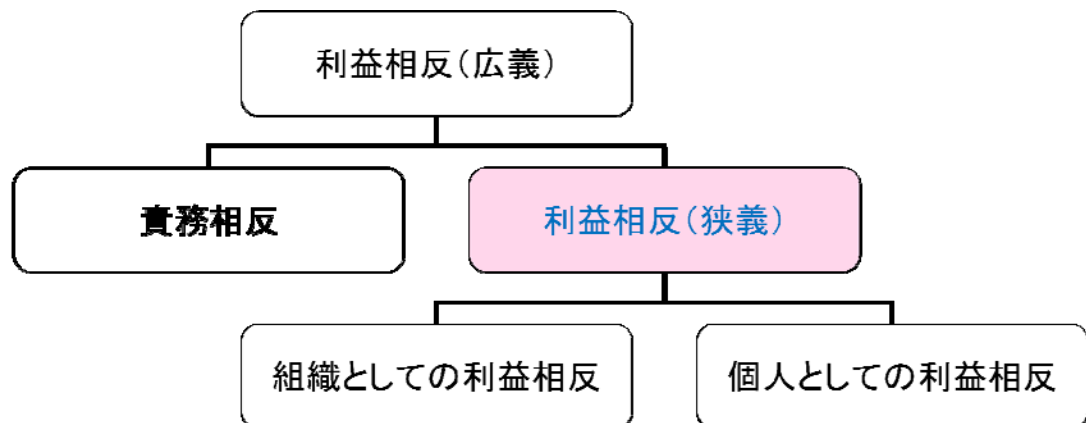 利益相反（広義）
責務相反
利益相反（狭義）
組織としての利益相反
個人としての利益相反